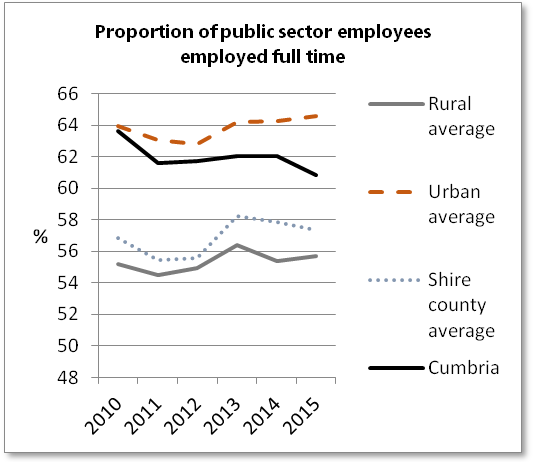 Proportion of public sector employees
employed full time
66
64
62
60
58
56
54
52
50
48
%
2010
2011
2012
2013
2014
2015
Rural
average
Urban
average
Shire
county
average
Cumbria